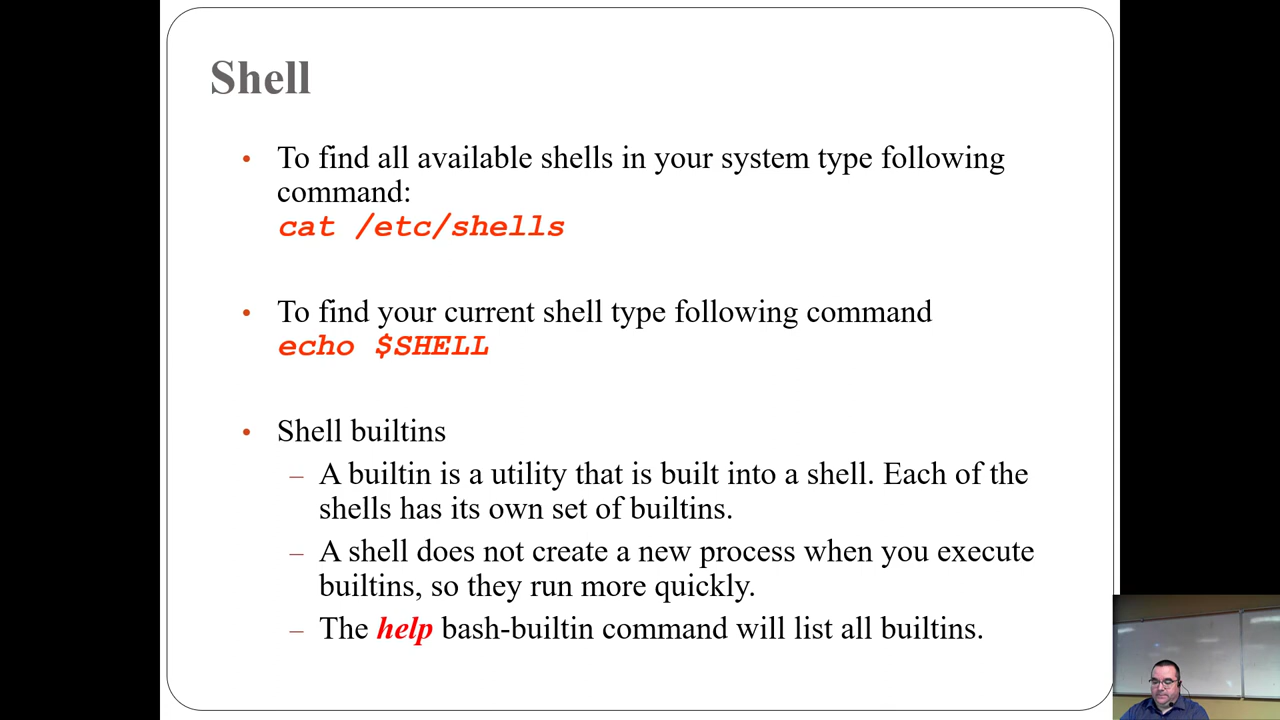 Shell
• To find all available shells in your system type following
command:
cat /etc/shells
• To find your current shell type following command
echo $SHELL
• Shell builtins
– A builtin is a utility that is built into a shell. Each of the
shells has its own set of builtins.
– A shell does not create a new process when you execute
builtins, so they run more quickly.
– The help bash-builtin command will list all builtins.